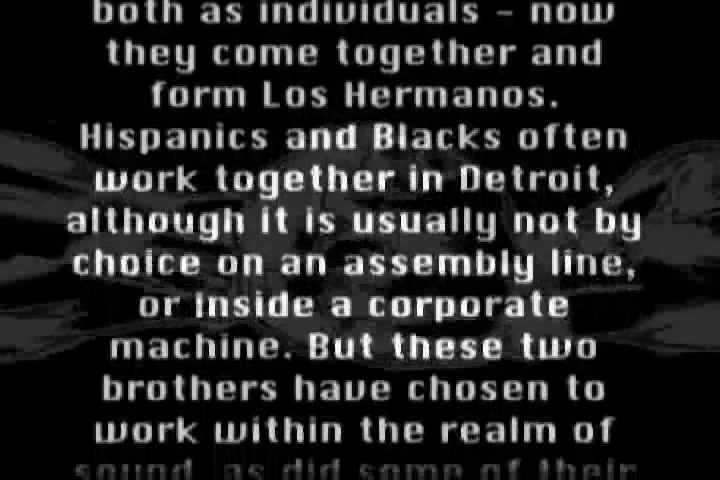 both as individuals – now
they come together and
form Los Hermanos.
Hispanics and Blacks often
work together in Detroit,
although it is usually not by
choice on an assembly line,
or inside a corporate
machine. But these two
brothers have chosen to
work within the realm of
sound, as did some of their